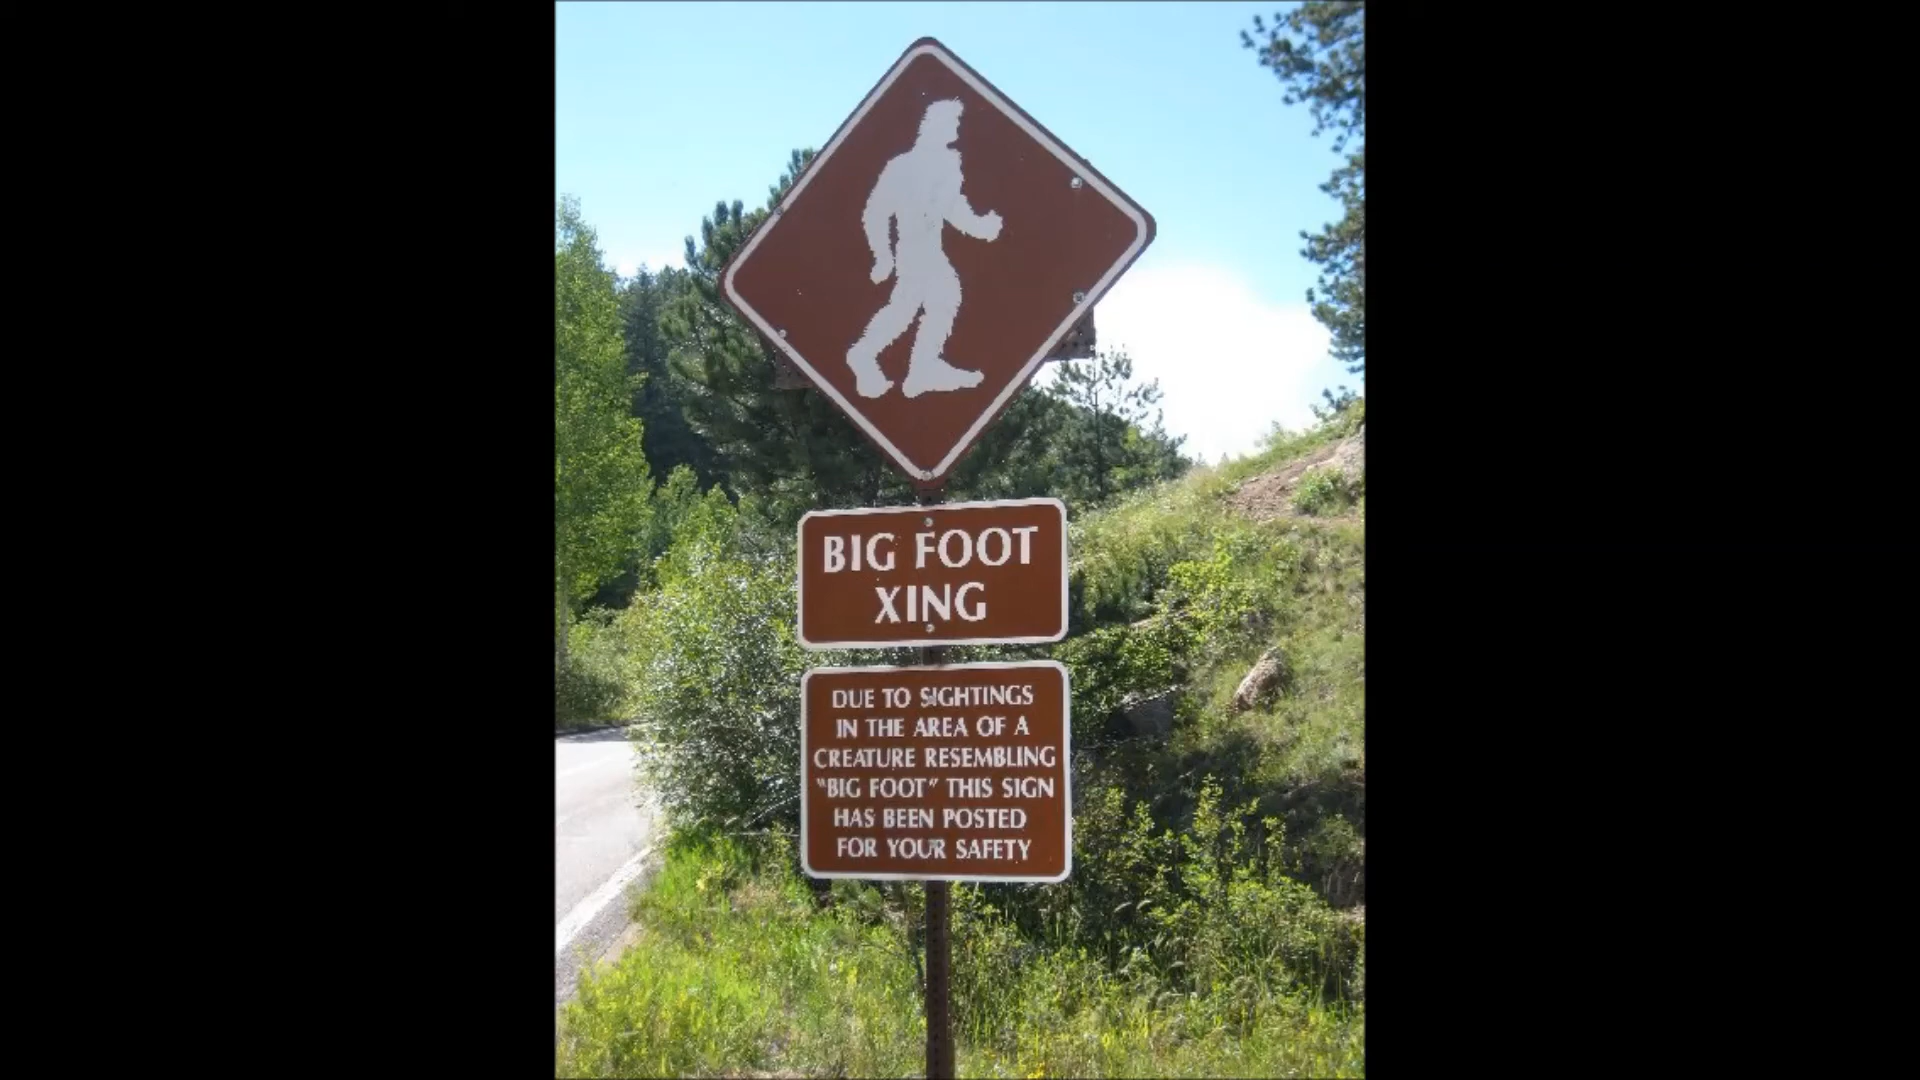 BIG FOOT
XING
DUE TO SIGHTINGS
IN THE AREA OF A
CREATURE RESEMBLING
"BIG FOOT" THIS SIGN
HAS BEEN POSTED
FOR YOUR SAFETY